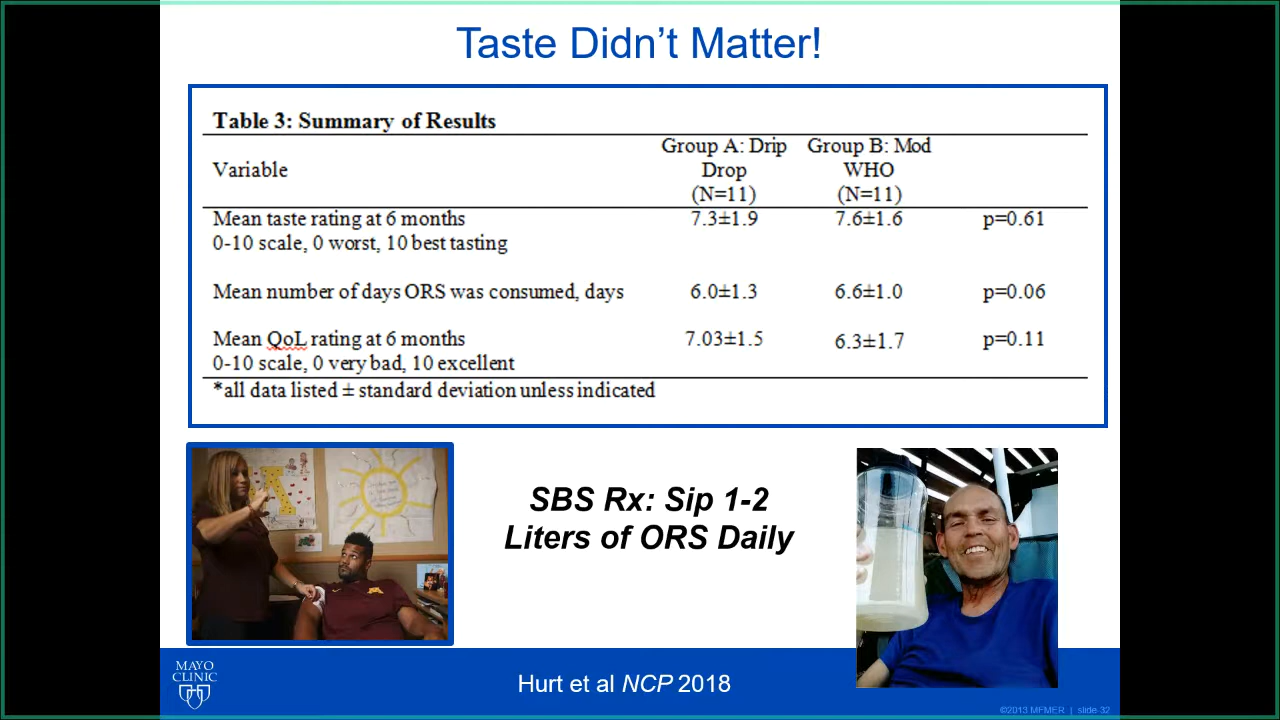 Taste Didn't Matter!
Table 3: Summary of Results
Variable
Group A: Drip Drop (N=11)
Group B: Mod WHO (N=11)
Mean taste rating at 6 months 7.3±1.9 7.6±1.6 p=0.61
0-10 scale, 0 worst, 10 best tasting
Mean number of days ORS was consumed, days 6.0±1.3 6.6±1.0 p=0.06
Mean QoL rating at 6 months 7.03±1.5 6.3±1.7 p=0.11
0-10 scale, 0 very bad, 10 excellent
*all data listed ± standard deviation unless indicated
SBS Rx: Sip 1-2
Liters of ORS Daily
MAYO
CLINIC
Hurt et al NCP 2018
©2013 MFMER | slide 32